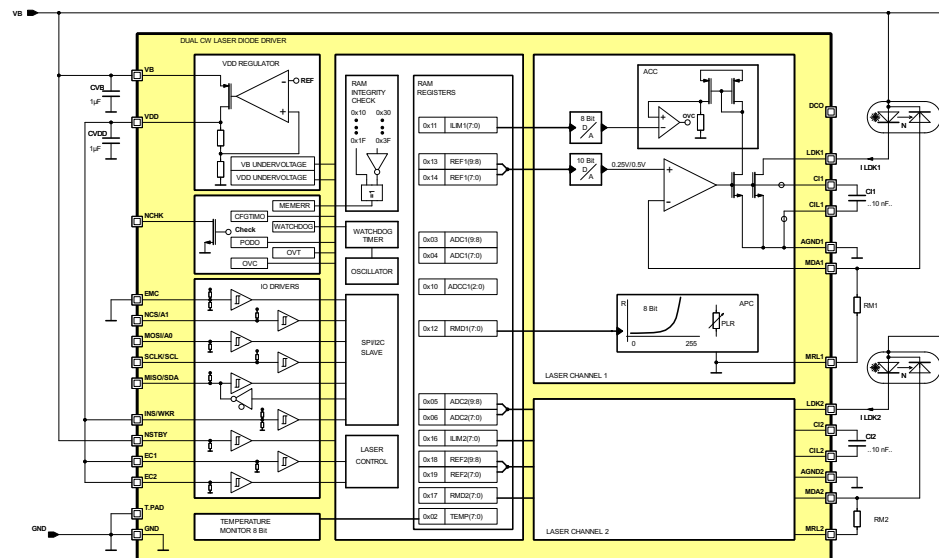 VB
DUAL CW LASER DIODE DRIVER
VB
CVB
1µF
VDD
CVDD
1µF
NCHK
EMC
NCS/A1
MOSI/A0
SCLK/SCL
MISO/SDA
INS/WKR
NSTBY
EC1
EC2
T.PAD
GND
GND
VDD REGULATOR
REF
-
+
VB UNDERVOLTAGE
VDD UNDERVOLTAGE
MEMERR
CFGTIMO
WATCHDOG
Check
PODO
OVT
OVC
IO DRIVERS
TEMPERATURE
MONITOR 8 Bit
RAM
INTEGRITY
CHECK
0x10 0x30
0x1F 0x3F
WATCHDOG
TIMER
OSCILLATOR
SPI/I2C
SLAVE
LASER
CONTROL
RAM
REGISTERS
0x11 ILIM1(7:0)
0x13 REF1(9:8)
0x14 REF1(7:0)
0x03 ADC1(9:8)
0x04 ADC1(7:0)
0x10 ADCC1(2:0)
0x12 RMD1(7:0)
0x05 ADC2(9:8)
0x06 ADC2(7:0)
0x16 ILIM2(7:0)
0x18 REF2(9:8)
0x19 REF2(7:0)
0x17 RMD2(7:0)
0x02 TEMP(7:0)
8 Bit
D
A
10 Bit
D
A
0.25V/0.5V
ACC
+
-
OVC
+
-
R
8 Bit
0 255
APC
PLR
LASER CHANNEL 1
LASER CHANNEL 2
DCO
LDK1
CI1
CIL1
AGND1
MDA1
MRL1
LDK2
CI2
CIL2
AGND2
MDA2
MRL2
N
I LDK1
CI1
..10 nF..
RM1
N
I LDK2
CI2
..10 nF..
RM2